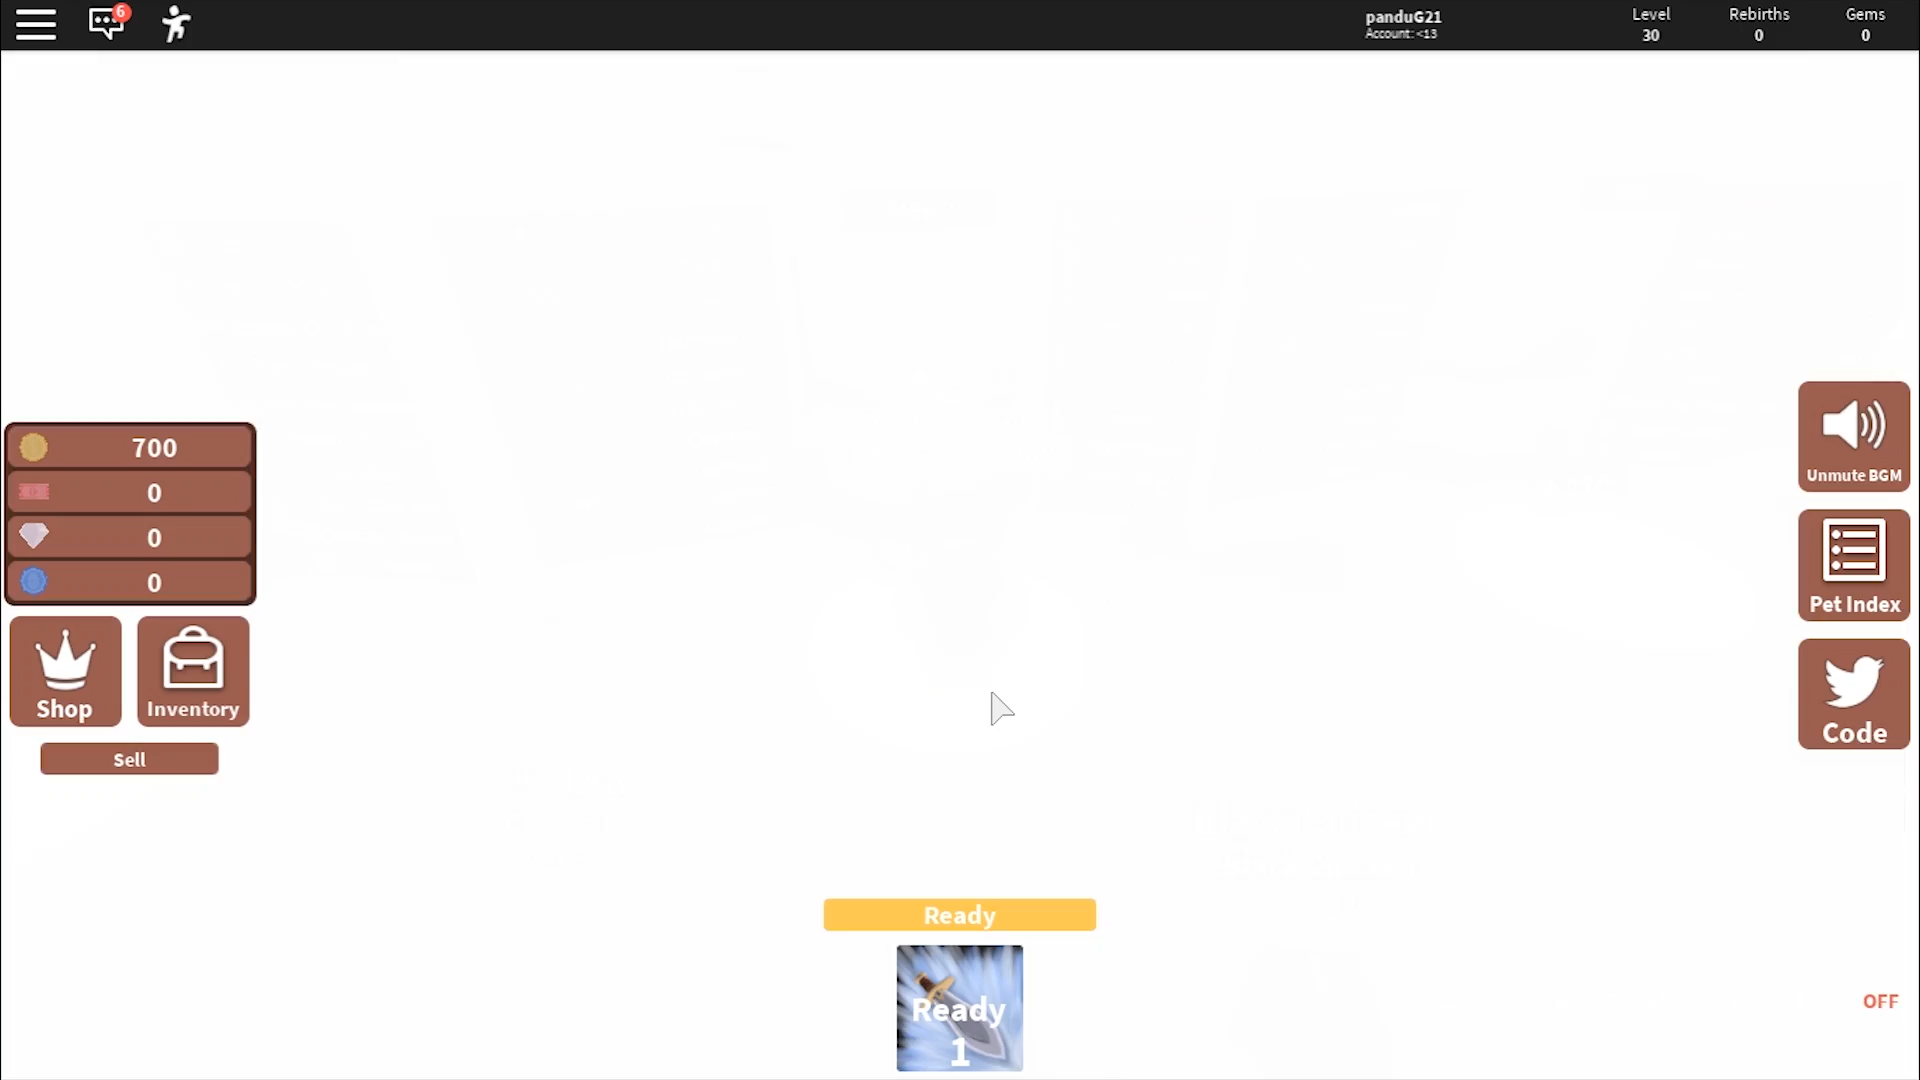 6
panduG21
Account: <13
Level
30
Rebirths
0
Gems
0
700
0
0
0
Shop
Inventory
Sell
Unmute BGM
Pet Index
Code
Ready
Ready
1
OFF